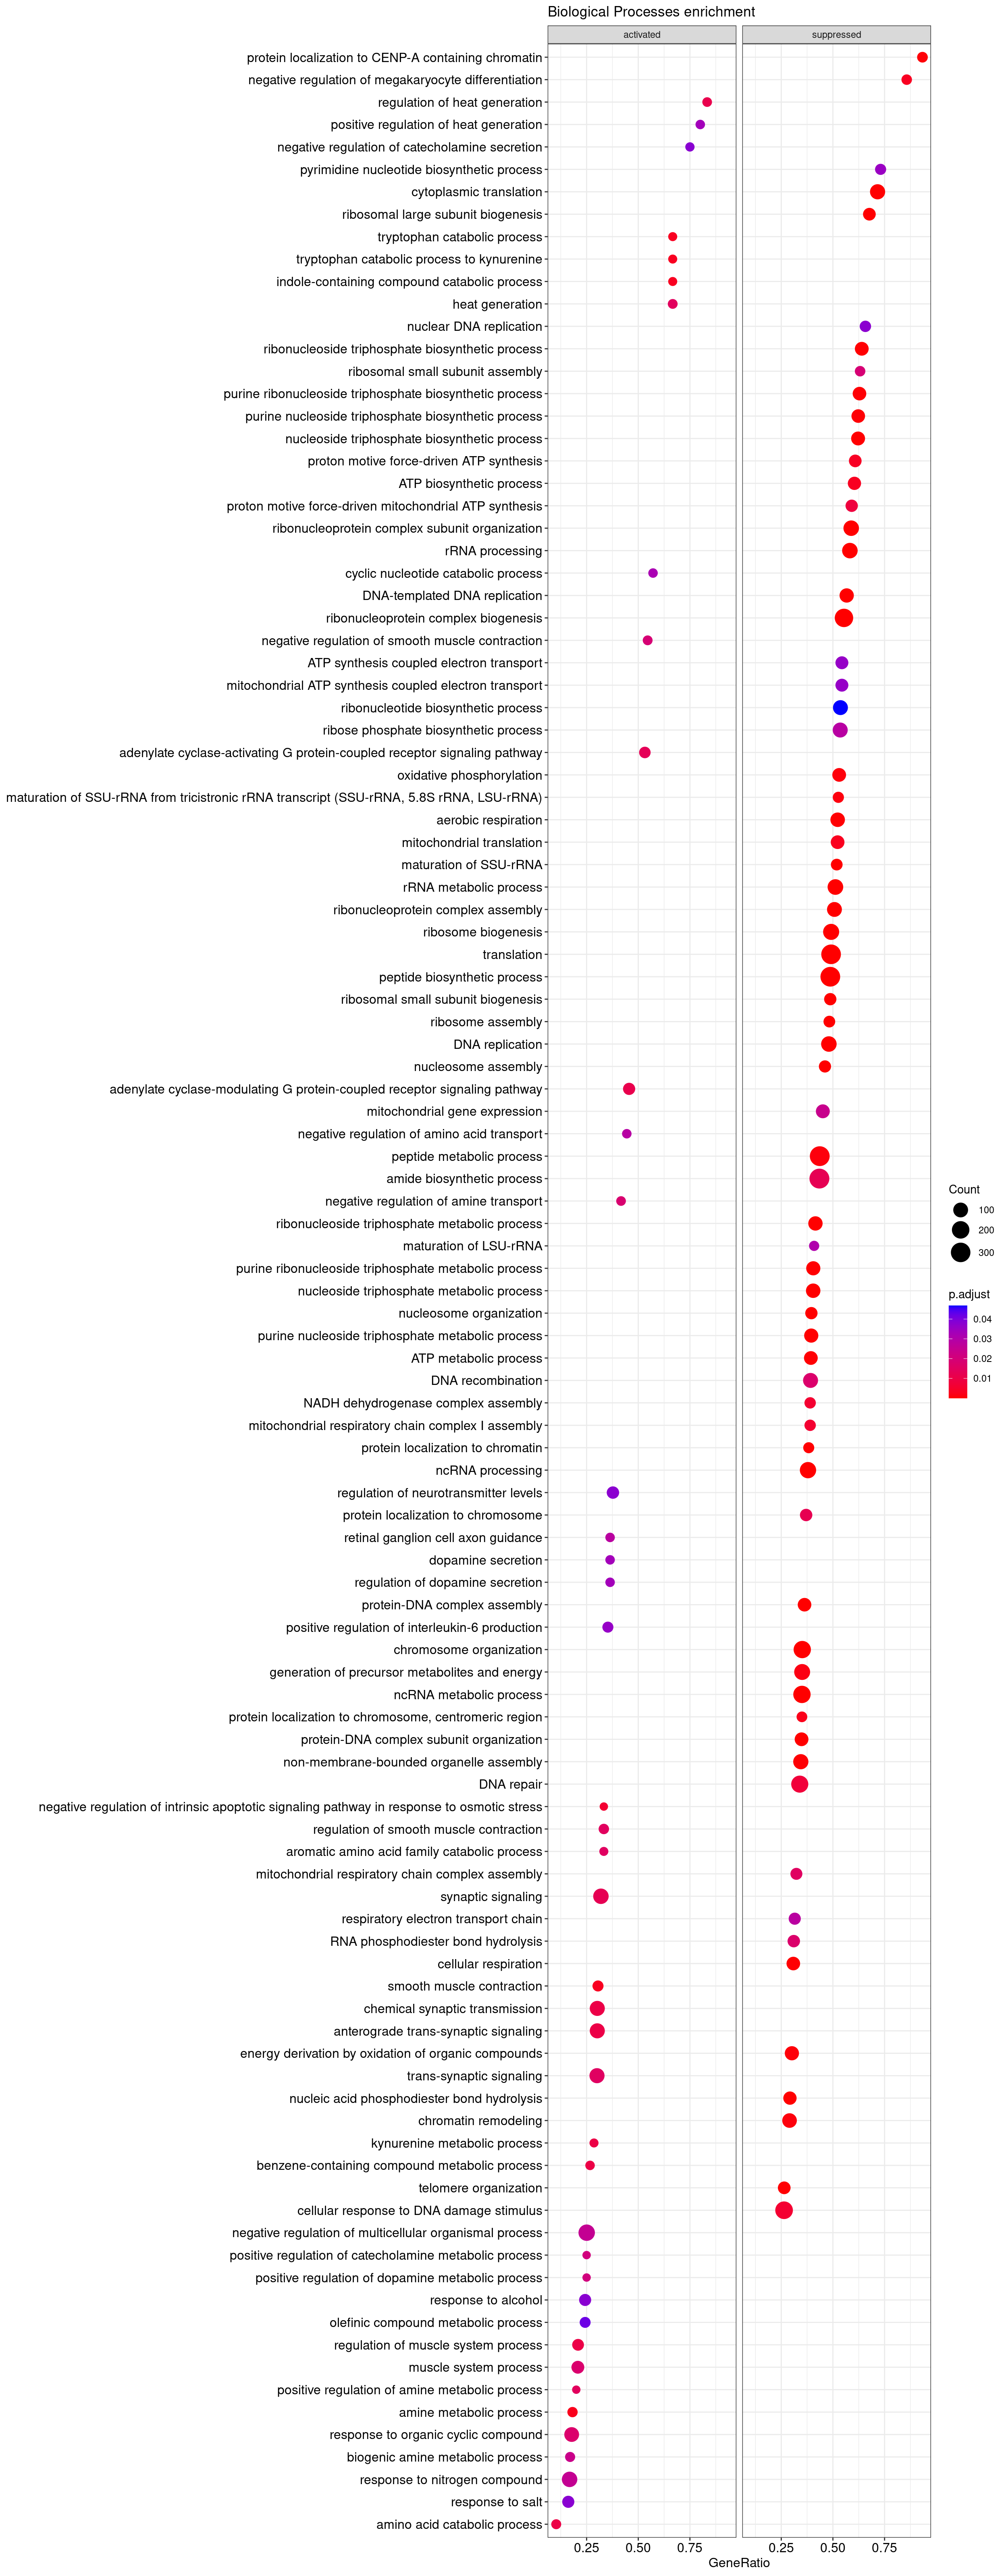 Biological Processes enrichment
activated
suppressed
protein localization to CENP-A containing chromatin
negative regulation of megakaryocyte differentiation
regulation of heat generation
positive regulation of heat generation
negative regulation of catecholamine secretion
pyrimidine nucleotide biosynthetic process
cytoplasmic translation
ribosomal large subunit biogenesis
tryptophan catabolic process
tryptophan catabolic process to kynurenine
indole-containing compound catabolic process
heat generation
nuclear DNA replication
ribonucleoside triphosphate biosynthetic process
ribosomal small subunit assembly
purine ribonucleoside triphosphate biosynthetic process
purine nucleoside triphosphate biosynthetic process
nucleoside triphosphate biosynthetic process
proton motive force-driven ATP synthesis
ATP biosynthetic process
proton motive force-driven mitochondrial ATP synthesis
ribonucleoprotein complex subunit organization
rRNA processing
cyclic nucleotide catabolic process
DNA-templated DNA replication
ribonucleoprotein complex biogenesis
negative regulation of smooth muscle contraction
ATP synthesis coupled electron transport
mitochondrial ATP synthesis coupled electron transport
ribonucleotide biosynthetic process
ribose phosphate biosynthetic process
adenylate cyclase-activating G protein-coupled receptor signaling pathway
oxidative phosphorylation
maturation of SSU-rRNA from tricistronic rRNA transcript (SSU-rRNA, 5.8S rRNA, LSU-rRNA)
aerobic respiration
mitochondrial translation
maturation of SSU-rRNA
rRNA metabolic process
ribonucleoprotein complex assembly
ribosome biogenesis
translation
peptide biosynthetic process
ribosomal small subunit biogenesis
ribosome assembly
DNA replication
nucleosome assembly
adenylate cyclase-modulating G protein-coupled receptor signaling pathway
mitochondrial gene expression
negative regulation of amino acid transport
peptide metabolic process
amide biosynthetic process
negative regulation of amine transport
ribonucleoside triphosphate metabolic process
maturation of LSU-rRNA
purine ribonucleoside triphosphate metabolic process
nucleoside triphosphate metabolic process
nucleosome organization
purine nucleoside triphosphate metabolic process
ATP metabolic process
DNA recombination
NADH dehydrogenase complex assembly
mitochondrial respiratory chain complex I assembly
protein localization to chromatin
ncRNA processing
regulation of neurotransmitter levels
protein localization to chromosome
retinal ganglion cell axon guidance
dopamine secretion
regulation of dopamine secretion
protein-DNA complex assembly
positive regulation of interleukin-6 production
chromosome organization
generation of precursor metabolites and energy
ncRNA metabolic process
protein localization to chromosome, centromeric region
protein-DNA complex subunit organization
non-membrane-bounded organelle assembly
DNA repair
negative regulation of intrinsic apoptotic signaling pathway in response to osmotic stress
regulation of smooth muscle contraction
aromatic amino acid family catabolic process
mitochondrial respiratory chain complex assembly
synaptic signaling
respiratory electron transport chain
RNA phosphodiester bond hydrolysis
cellular respiration
smooth muscle contraction
chemical synaptic transmission
anterograde trans-synaptic signaling
energy derivation by oxidation of organic compounds
trans-synaptic signaling
nucleic acid phosphodiester bond hydrolysis
chromatin remodeling
kynurenine metabolic process
benzene-containing compound metabolic process
telomere organization
cellular response to DNA damage stimulus
negative regulation of multicellular organismal process
positive regulation of catecholamine metabolic process
positive regulation of dopamine metabolic process
response to alcohol
olefinic compound metabolic process
regulation of muscle system process
muscle system process
positive regulation of amine metabolic process
amine metabolic process
response to organic cyclic compound
biogenic amine metabolic process
response to nitrogen compound
response to salt
amino acid catabolic process
0.25 0.50 0.75
0.25 0.50 0.75
GeneRatio
Count
100
200
300
p.adjust
0.04
0.03
0.02
0.01